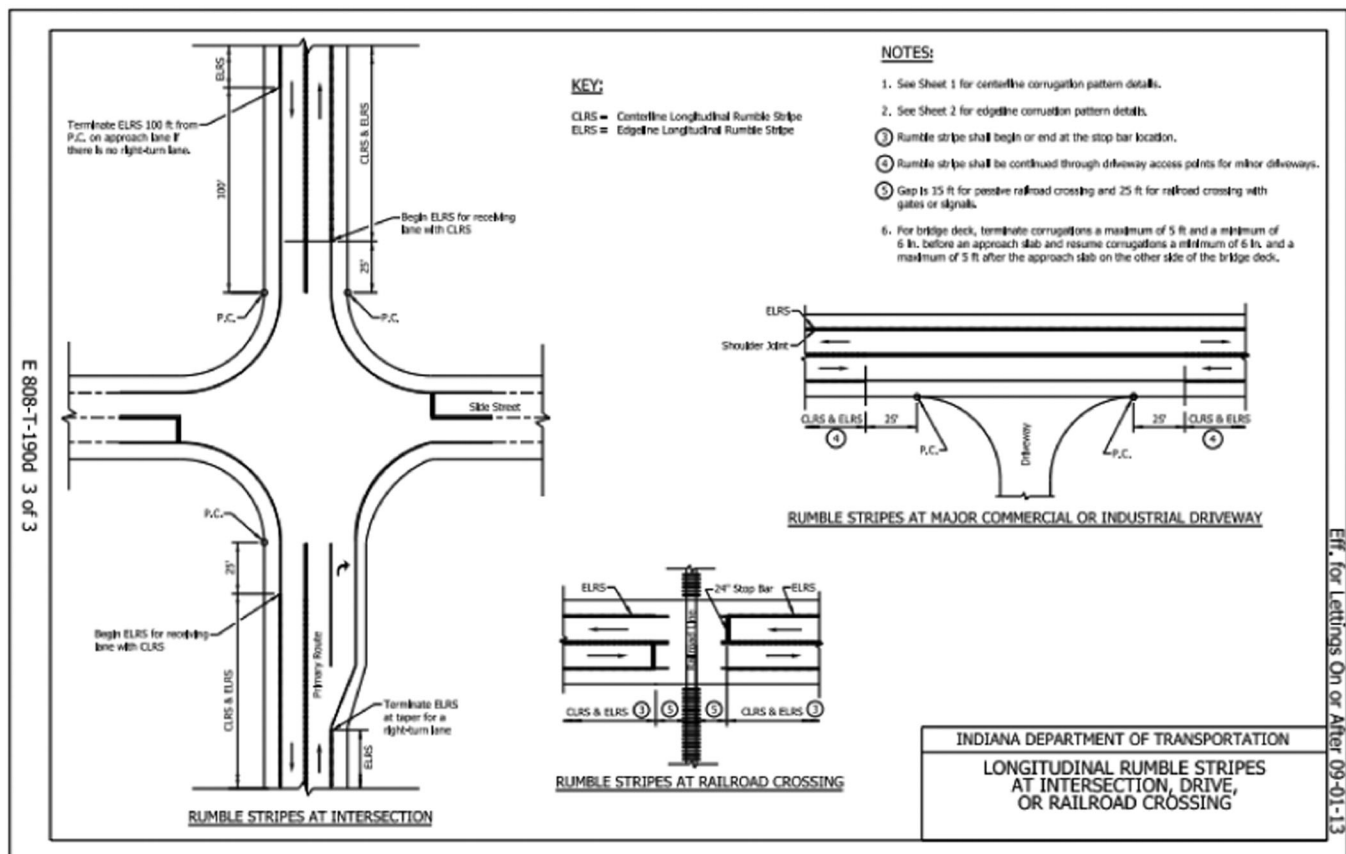 ELRS
Terminate ELRS 100 ft from
P.C. on approach lane if
there is no right-turn lane.
100'
CLRS & ELRS
Begin ELRS for receiving
lane with CLRS
25'
P.C.
P.C.
Side Street
P.C.
25'
Begin ELRS for receiving
lane with CLRS
CLRS & ELRS
Primary Route
Terminate ELRS
at taper for a
right-turn lane
ELRS
RUMBLE STRIPES AT INTERSECTION
KEY:
CLRS = Centerline Longitudinal Rumble Stripe
ELRS = Edgeline Longitudinal Rumble Stripe
NOTES:
1. See Sheet 1 for centerline corrugation pattern details.
2. See Sheet 2 for edgeline corruation pattern details.
3 Rumble stripe shall begin or end at the stop bar location.
4 Rumble stripe shall be continued through driveway access points for minor driveways.
5 Gap is 15 ft for passive railroad crossing and 25 ft for railroad crossing with
gates or signals.
6. For bridge deck, terminate corrugations a maximum of 5 ft and a minimum of
6 in. before an approach slab and resume corrugations a minimum of 6 in. and a
maximum of 5 ft after the approach slab on the other side of the bridge deck.
ELRS
Shoulder Joint
CLRS & ELRS
4
25'
P.C.
Driveway
P.C.
25'
CLRS & ELRS
4
RUMBLE STRIPES AT MAJOR COMMERCIAL OR INDUSTRIAL DRIVEWAY
ELRS
24" Stop Bar
ELRS
Railroad Line
CLRS & ELRS 3 5 5 CLRS & ELRS 3
RUMBLE STRIPES AT RAILROAD CROSSING
INDIANA DEPARTMENT OF TRANSPORTATION
LONGITUDINAL RUMBLE STRIPES
AT INTERSECTION, DRIVE,
OR RAILROAD CROSSING
E 808-T-190d 3 of 3
Eff. for Lettings On or After 09-01-13